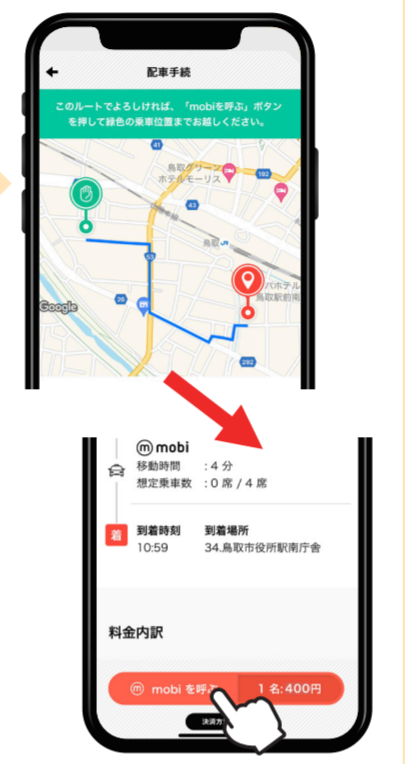 配車手続
このルートでよろしければ、「mobiを呼ぶ」ボタン
を押して緑色の乗車位置までお越しください。
41
鳥取グリーン
ホテルモーリス
192
43
鳥取
JR
53
パホテル
鳥取駅前南
Google
26
292
mobi
移動時間 :4 分
想定乗車数 :0 席 / 4 席
着
到着時刻 到着場所
10:59 34.鳥取市役所駅南庁舎
料金内訳
mobi を呼ぶ 1 名:400円
決済方